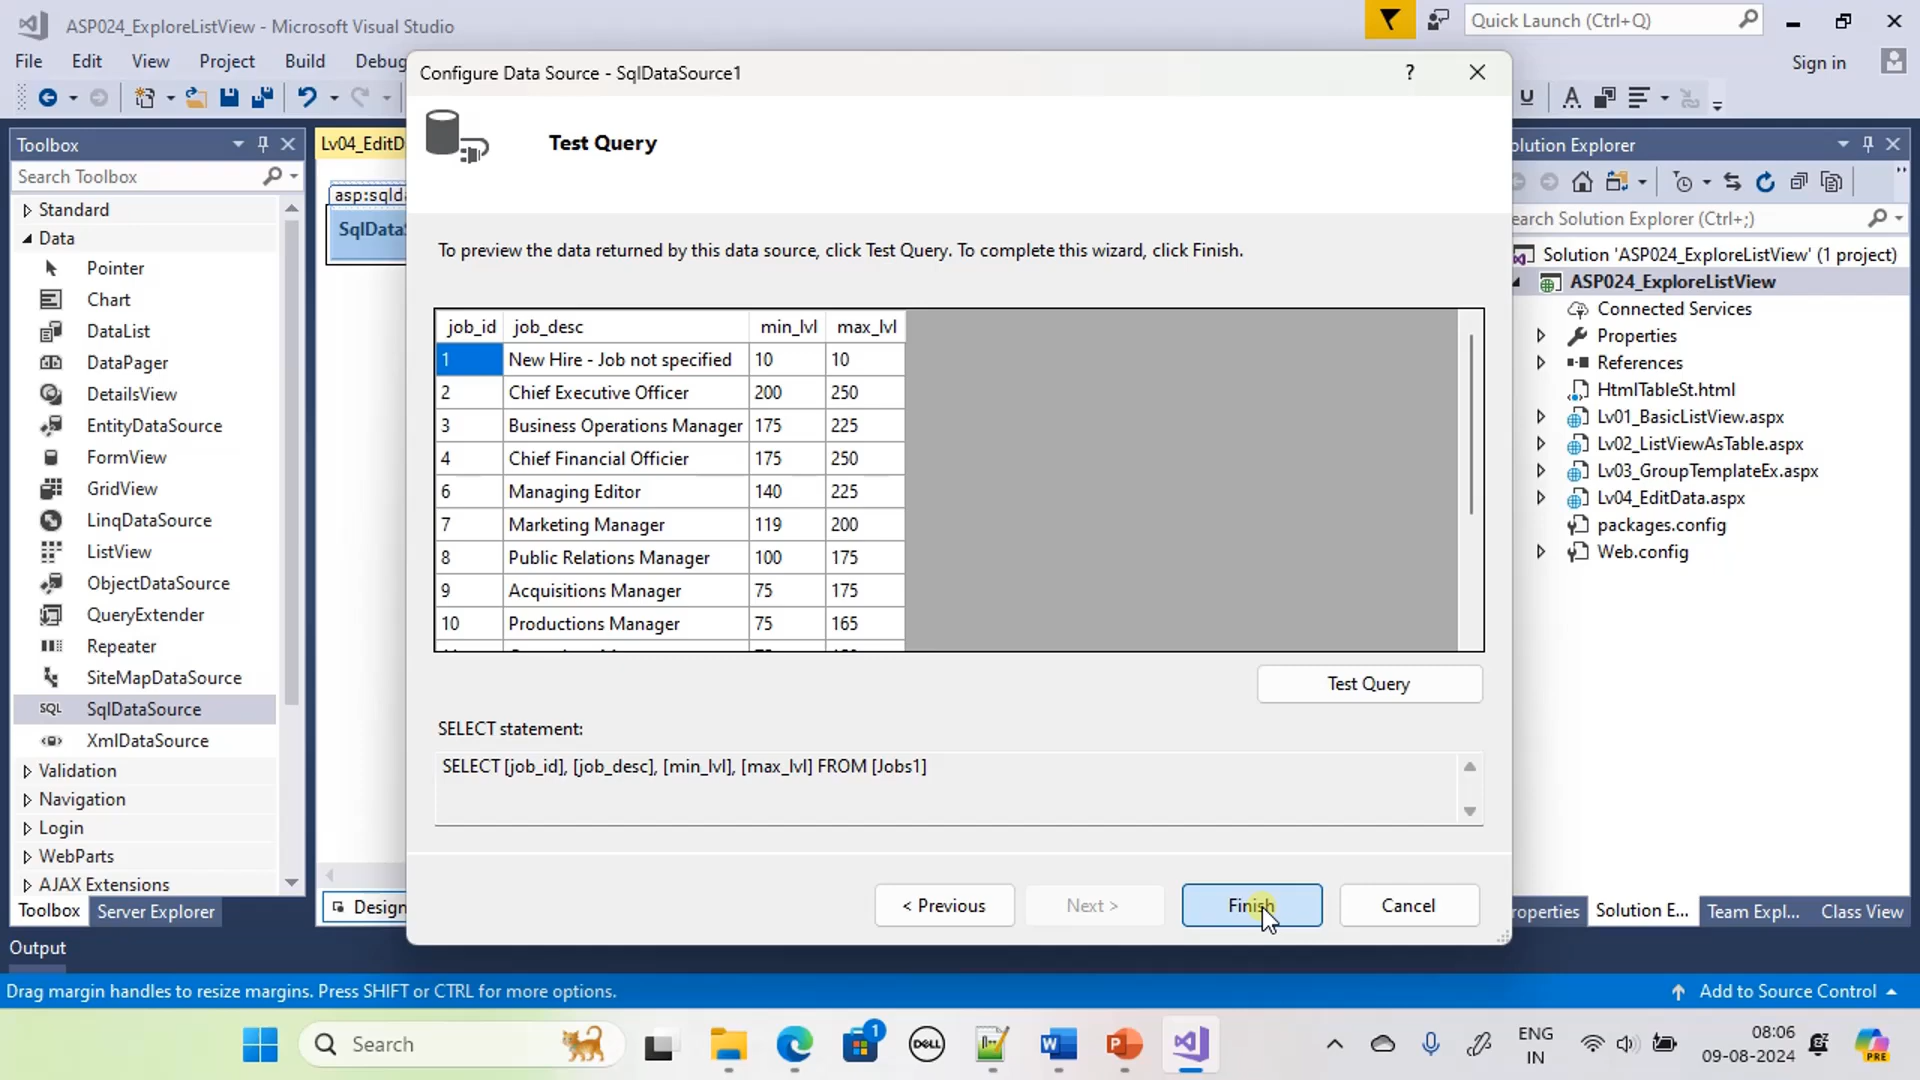 ASP024_ExploreListView - Microsoft Visual Studio
Quick Launch (Ctrl+Q)
File Edit View Project Build Debug
Sign in
Configure Data Source - SqlDataSource1
?
Test Query
To preview the data returned by this data source, click Test Query. To complete this wizard, click Finish.
job_id job_desc min_lvl max_lvl
1 New Hire - Job not specified 10 10
2 Chief Executive Officer 200 250
3 Business Operations Manager 175 225
4 Chief Financial Officier 175 250
6 Managing Editor 140 225
7 Marketing Manager 119 200
8 Public Relations Manager 100 175
9 Acquisitions Manager 75 175
10 Productions Manager 75 165
Test Query
SELECT statement:
SELECT [job_id], [job_desc], [min_lvl], [max_lvl] FROM [Jobs1]
< Previous
Next >
Finish
Cancel
Toolbox
Search Toolbox
Standard
Data
Pointer
Chart
DataList
DataPager
DetailsView
EntityDataSource
FormView
GridView
LinqDataSource
ListView
ObjectDataSource
QueryExtender
Repeater
SiteMapDataSource
SQL SqlDataSource
XmlDataSource
Validation
Navigation
Login
WebParts
AJAX Extensions
Toolbox Server Explorer
Lv04_EditD
asp:sqlda
SqlDataS
Design
U A
olution Explorer
earch Solution Explorer (Ctrl+;)
Solution 'ASP024_ExploreListView' (1 project)
ASP024_ExploreListView
Connected Services
Properties
References
HtmlTableSt.html
Lv01_BasicListView.aspx
Lv02_ListViewAsTable.aspx
Lv03_GroupTemplateEx.aspx
Lv04_EditData.aspx
packages.config
Web.config
roperties Solution E... Team Expl... Class View
Output
Drag margin handles to resize margins. Press SHIFT or CTRL for more options.
Add to Source Control
Search
1
DELL
W
P
ENG
IN
08:06
09-08-2024
PRE